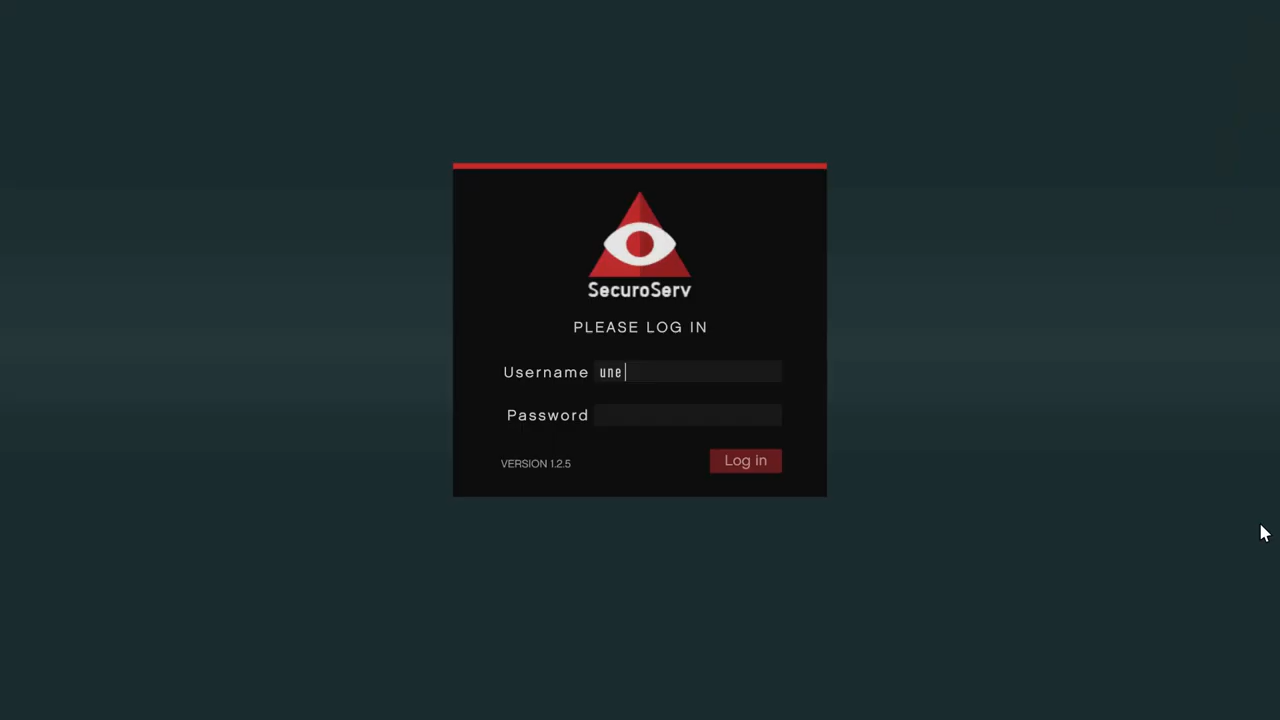 SecuroServ
PLEASE LOG IN
Username une
Password
VERSION 1.2.5 Log in